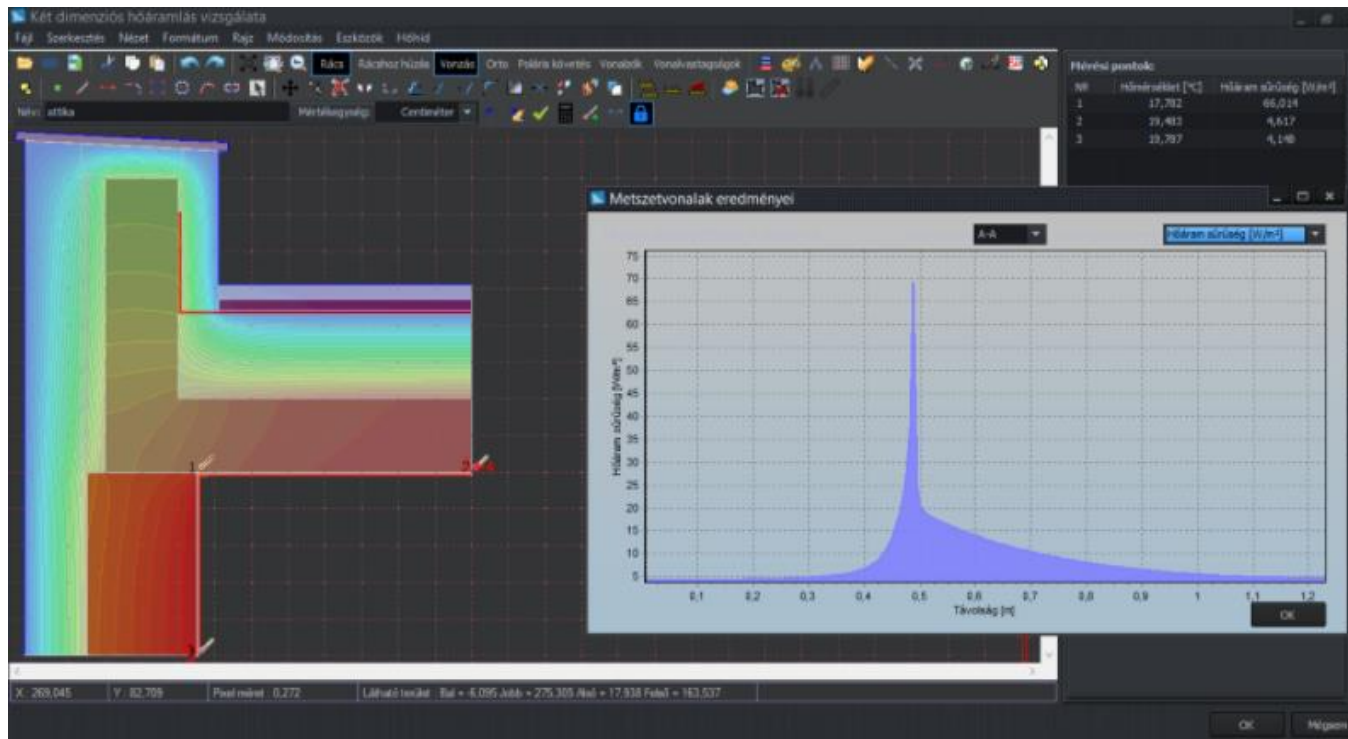 Két dimenziós hőáramlás vizsgálata
Fájl Szerkesztés Nézet Formátum Rajz Módosítás Eszközök Hőhíd
Rács Rácshoz húzás Vonzás Orto Poláris követés Vonalzók Vonalvastagságok
Név: attika Mértékegység: Centiméter
Mérési pontok:
NR Hőmérséklet [°C] Hőáram sűrűség [W/m²]
1 17,782 66,014
2 19,483 4,617
3 19,787 4,148
Metszetvonalak eredményei
A-A Hőáram sűrűség [W/m²]
75
70
65
60
55
50
45
40
35
30
25
20
15
10
5
Hőáram sűrűség [W/m²]
0,1 0,2 0,3 0,4 0,5 0,6 0,7 0,8 0,9 1 1,1 1,2
Távolság [m]
OK
1
X : 269,045 Y : 82,709 Pixel méret : 0,272 Látható terület : Bal = -6,095 Jobb = 275,305 Alsó = 17,938 Felső = 163,537
OK Mégsem